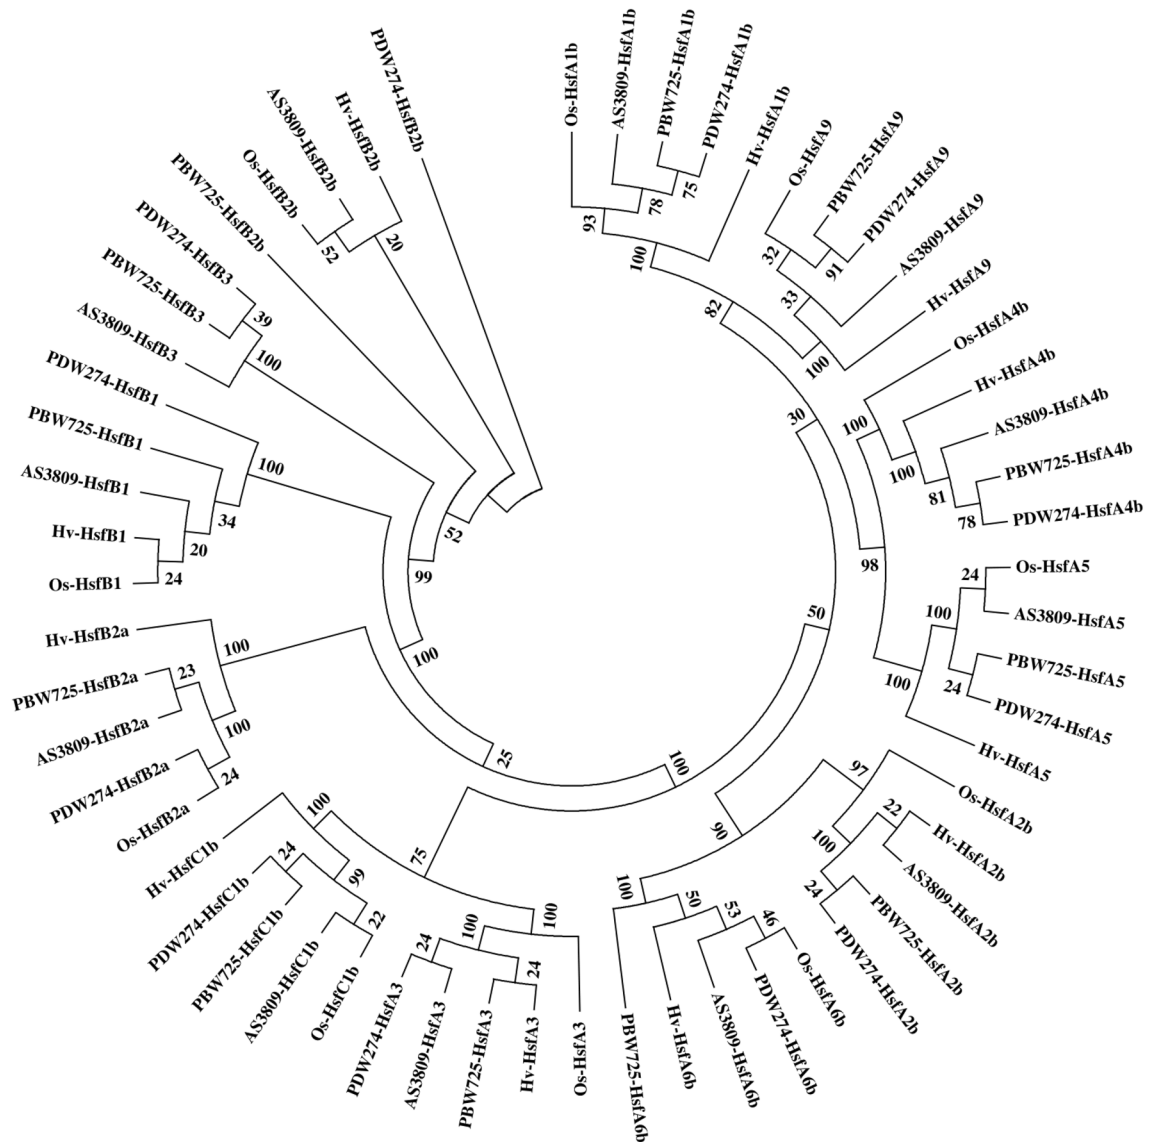 Os-HsfA1b
AS3809-HsfA1b
PBW725-HsfA1b
PDW274-HsfA1b
Hv-HsfA1b
Os-HsfA9
PBW725-HsfA9
PDW274-HsfA9
AS3809-HsfA9
Hv-HsfA9
Os-HsfA4b
Hv-HsfA4b
AS3809-HsfA4b
PBW725-HsfA4b
PDW274-HsfA4b
Os-HsfA5
AS3809-HsfA5
PBW725-HsfA5
PDW274-HsfA5
Hv-HsfA5
Os-HsfA2b
Hv-HsfA2b
AS3809-HsfA2b
PBW725-HsfA2b
PDW274-HsfA2b
Os-HsfA6b
PDW274-HsfA6b
AS3809-HsfA6b
Hv-HsfA6b
PBW725-HsfA6b
Os-HsfA3
Hv-HsfA3
PBW725-HsfA3
AS3809-HsfA3
PDW274-HsfA3
Os-HsfC1b
AS3809-HsfC1b
PBW725-HsfC1b
PDW274-HsfC1b
Hv-HsfC1b
Os-HsfB2a
PDW274-HsfB2a
AS3809-HsfB2a
PBW725-HsfB2a
Hv-HsfB2a
Os-HsfB1
Hv-HsfB1
AS3809-HsfB1
PBW725-HsfB1
PDW274-HsfB1
AS3809-HsfB3
PBW725-HsfB3
PDW274-HsfB3
PBW725-HsfB2b
Os-HsfB2b
AS3809-HsfB2b
Hv-HsfB2b
PDW274-HsfB2b
93
78
75
100
82
32
91
33
100
30
100
100
81
78
98
24
100
24
100
50
97
22
100
24
90
100
50
53
46
100
100
100
24
24
75
100
99
24
22
25
100
23
100
24
100
100
34
20
24
99
39
100
52
52
20